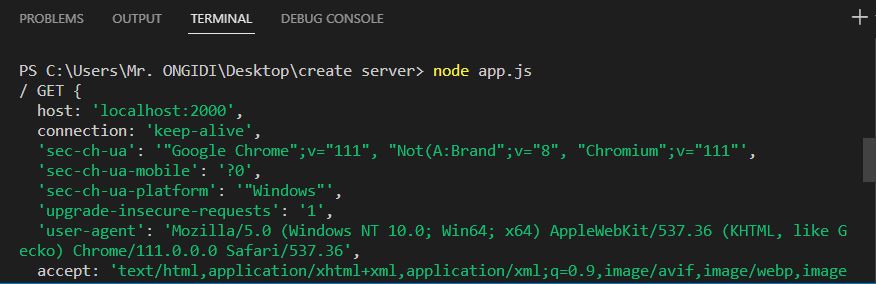 PROBLEMS OUTPUT TERMINAL DEBUG CONSOLE
PS C:\Users\Mr. ONGIDI\Desktop\create server> node app.js
/ GET {
  host: 'localhost:2000',
  connection: 'keep-alive',
  'sec-ch-ua': '"Google Chrome";v="111", "Not(A:Brand";v="8", "Chromium";v="111"',
  'sec-ch-ua-mobile': '?0',
  'sec-ch-ua-platform': '"Windows"',
  'upgrade-insecure-requests': '1',
  'user-agent': 'Mozilla/5.0 (Windows NT 10.0; Win64; x64) AppleWebKit/537.36 (KHTML, like G
ecko) Chrome/111.0.0.0 Safari/537.36',
  accept: 'text/html,application/xhtml+xml,application/xml;q=0.9,image/avif,image/webp,image